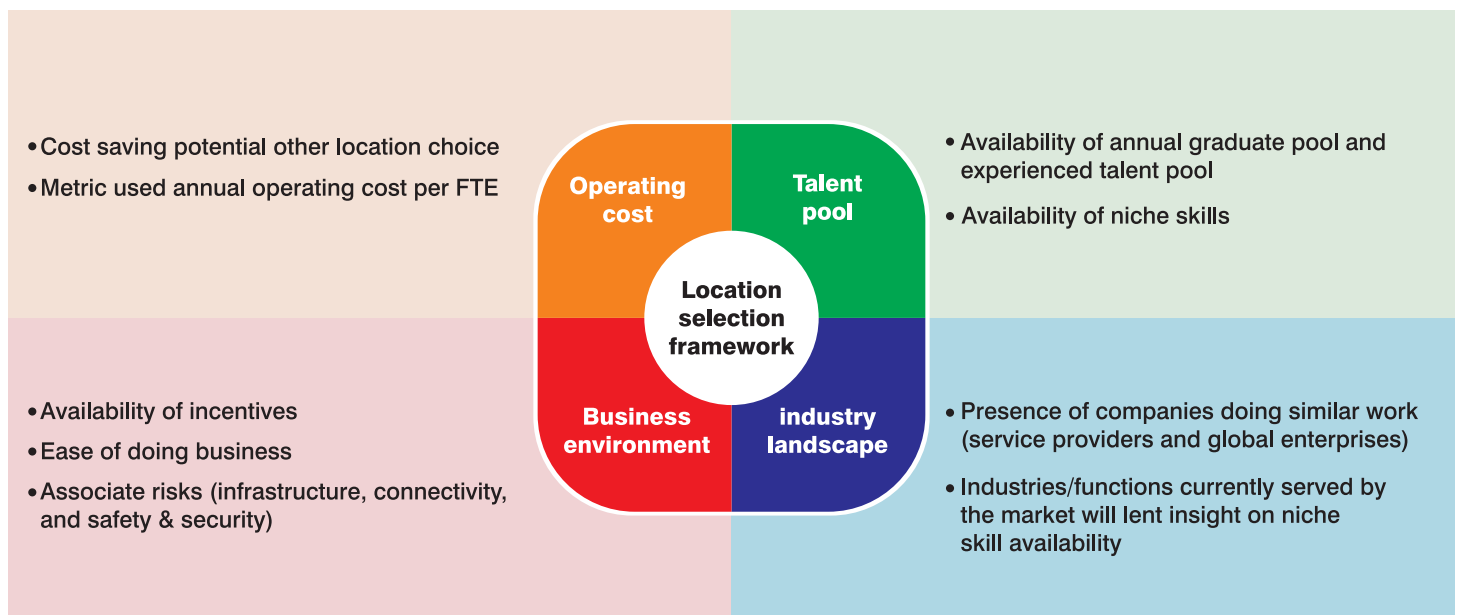 •Cost saving potential other location choice
•Metric used annual operating cost per FTE
Operating
cost
Talent
pool
• Availability of annual graduate pool and
experienced talent pool
• Availability of niche skills
Location
selection
framework
•Availability of incentives
•Ease of doing business
•Associate risks (infrastructure, connectivity,
and safety & security)
Business
environment
industry
landscape
• Presence of companies doing similar work
(service providers and global enterprises)
• Industries/functions currently served by
the market will lent insight on niche
skill availability